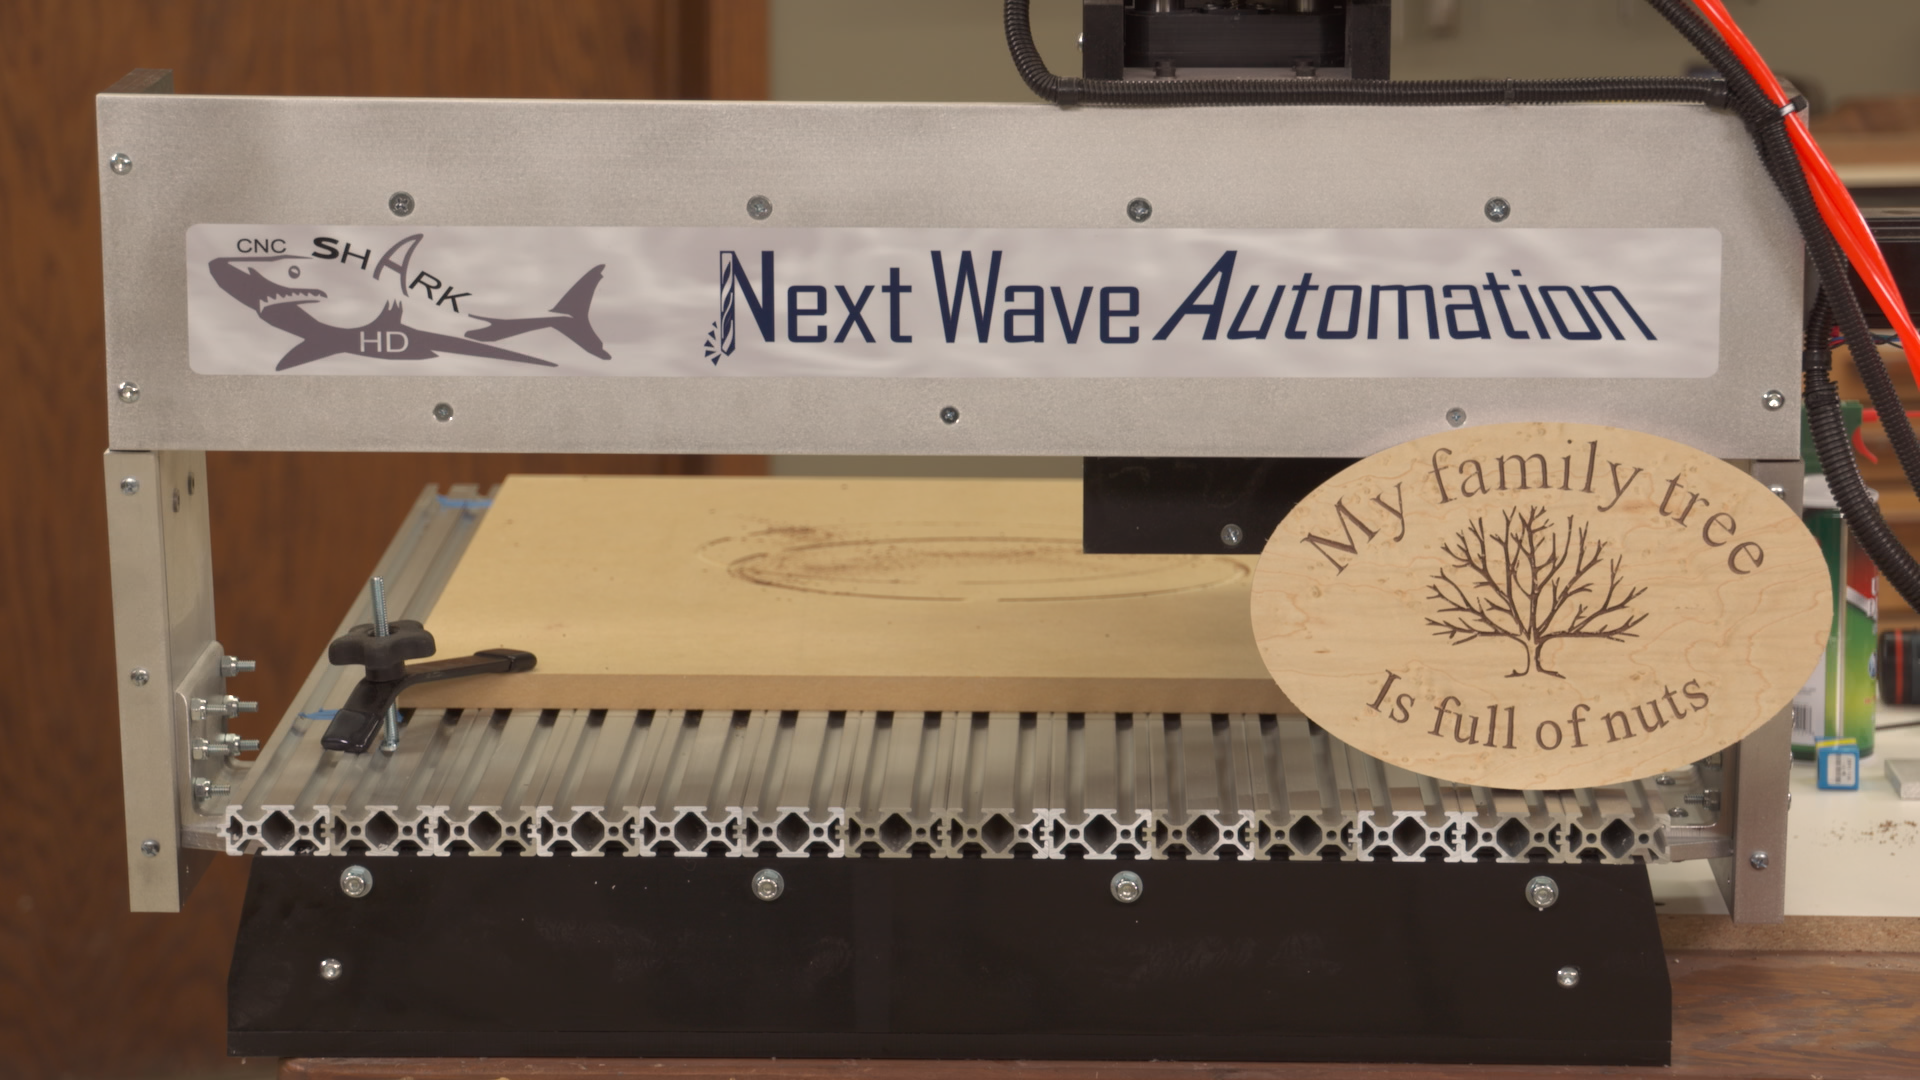 CNC SHARK
HD
Next Wave Automation
My family tree
Is full of nuts